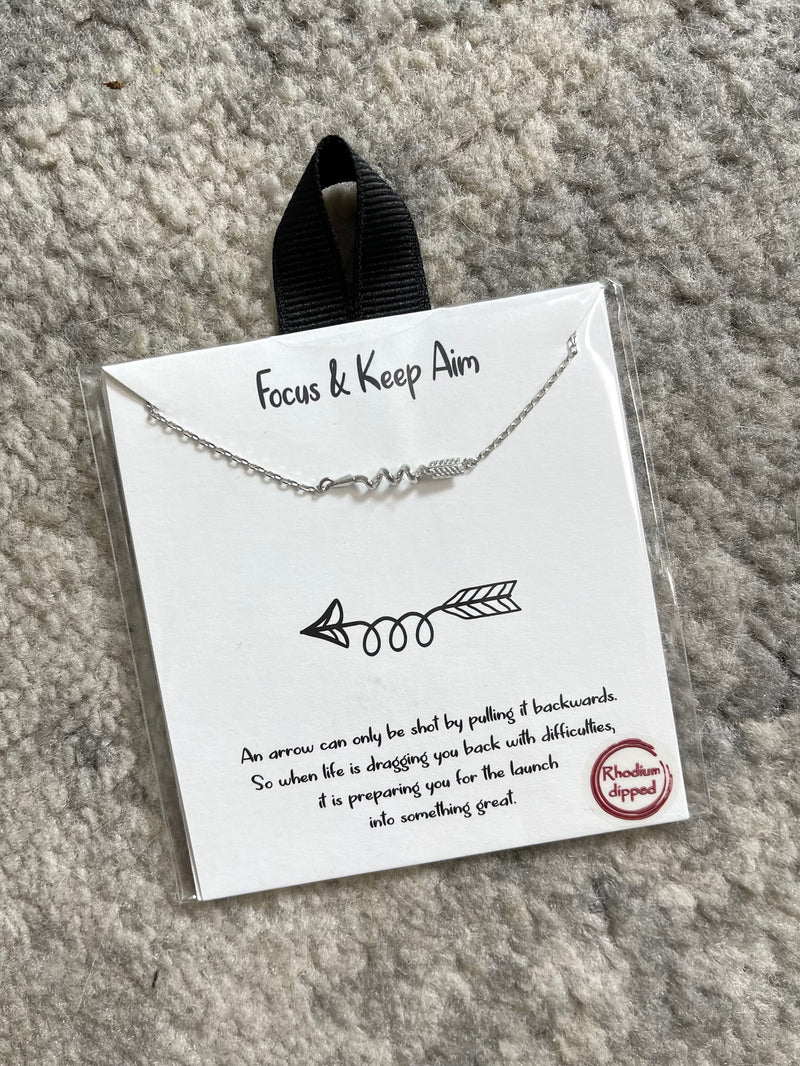 Focus & Keep Aim
An arrow can only be shot by pulling it backwards.
So when life is dragging you back with difficulties,
it is preparing you for the launch
into something great.
Rhodium
dipped